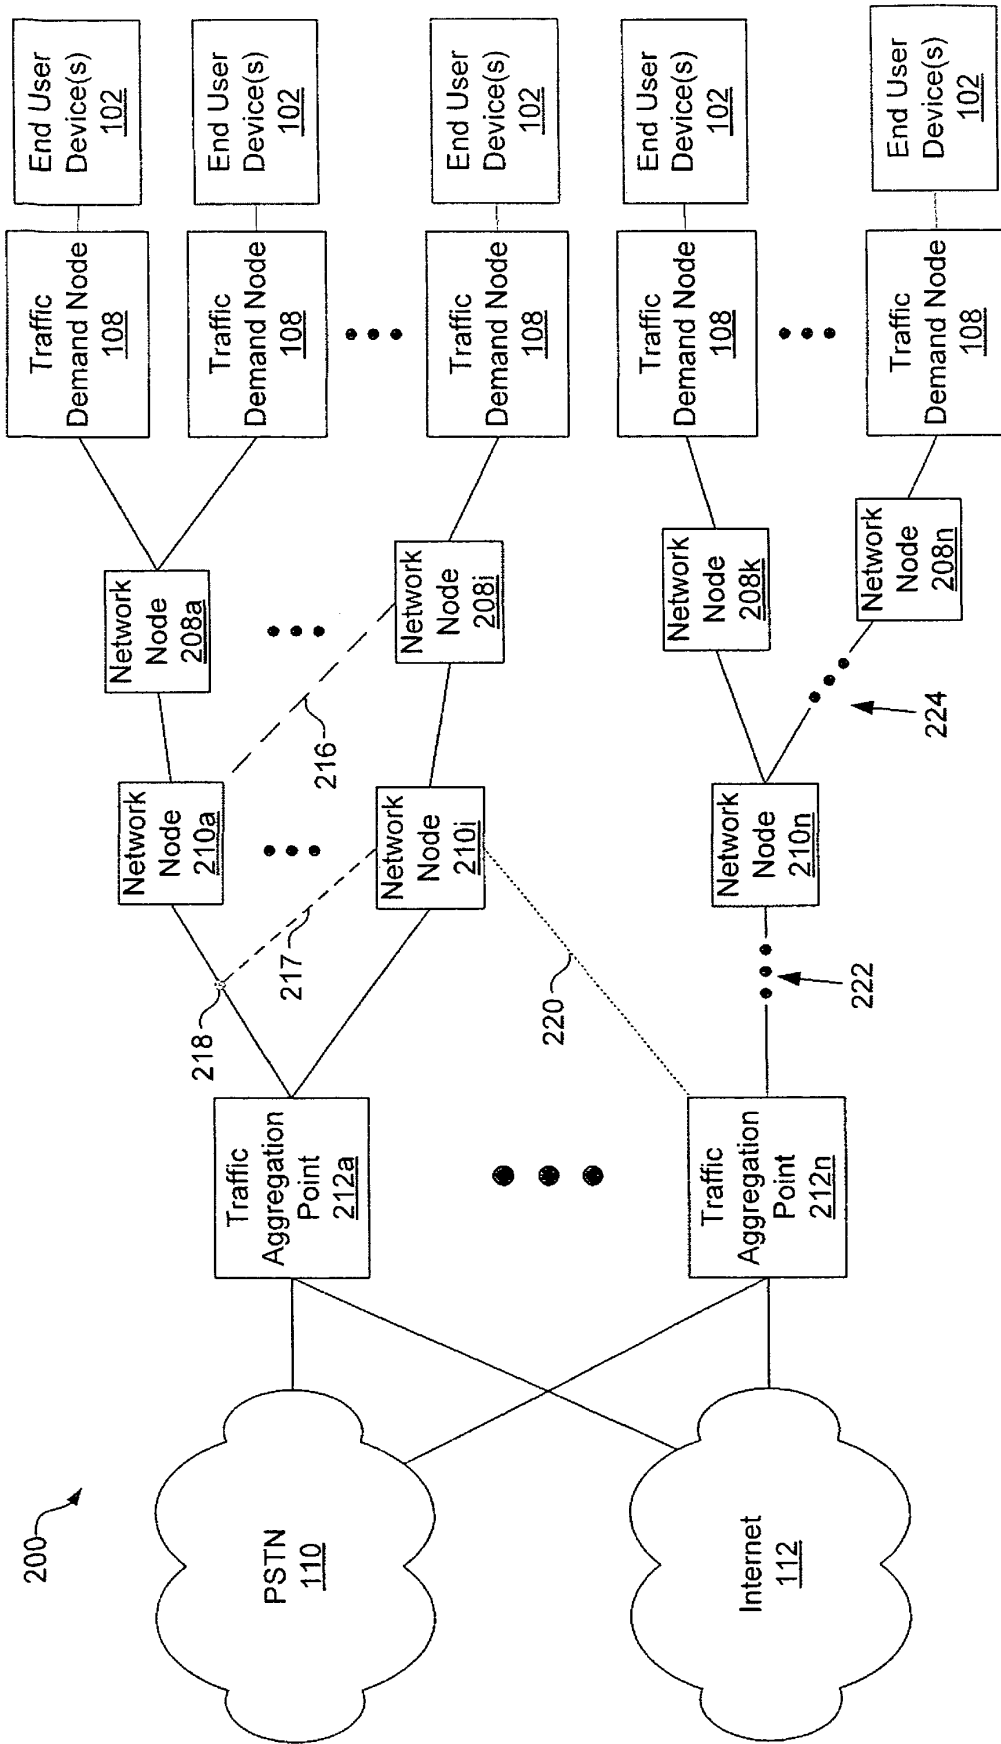 200
PSTN
110
Internet
112
Traffic
Aggregation
Point
212a
Traffic
Aggregation
Point
212n
218
217
220
222
Network
Node
210a
Network
Node
210i
Network
Node
210n
216
224
Network
Node
208a
Network
Node
208i
Network
Node
208k
Network
Node
208n
Traffic
Demand Node
108
Traffic
Demand Node
108
Traffic
Demand Node
108
Traffic
Demand Node
108
Traffic
Demand Node
108
End User
Device(s)
102
End User
Device(s)
102
End User
Device(s)
102
End User
Device(s)
102
End User
Device(s)
102